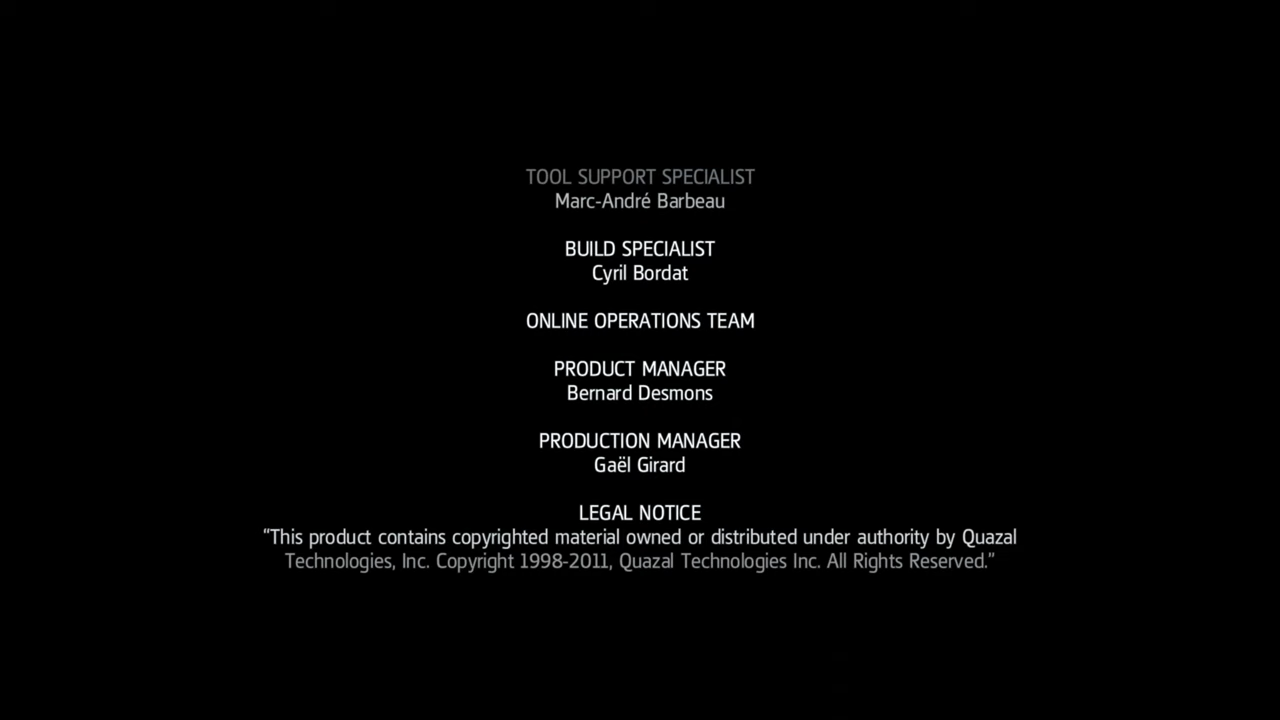 TOOL SUPPORT SPECIALIST
Marc-André Barbeau
BUILD SPECIALIST
Cyril Bordat
ONLINE OPERATIONS TEAM
PRODUCT MANAGER
Bernard Desmons
PRODUCTION MANAGER
Gaël Girard
LEGAL NOTICE
“This product contains copyrighted material owned or distributed under authority by Quazal
Technologies, Inc. Copyright 1998-2011, Quazal Technologies Inc. All Rights Reserved.”